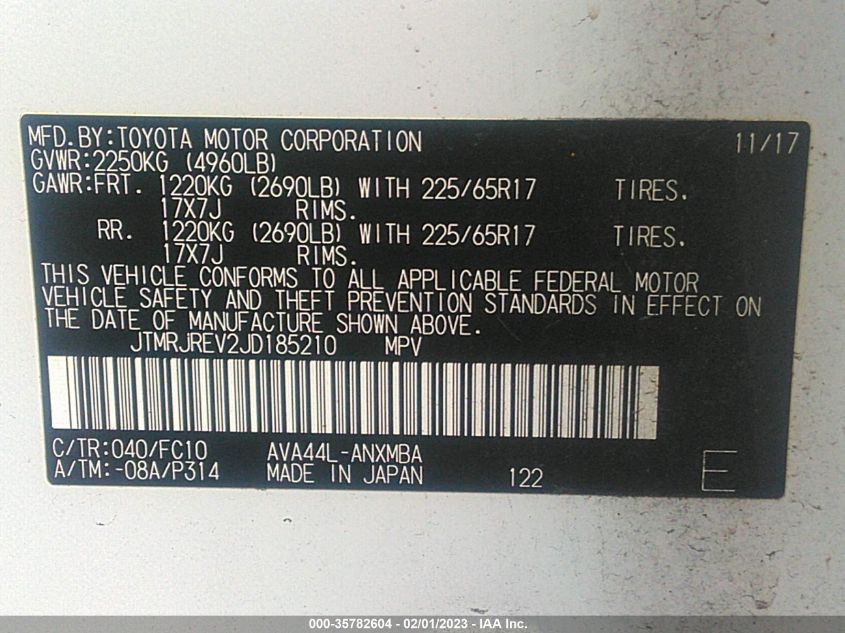 MFD.BY:TOYOTA MOTOR CORPORATION 11/17
GVWR:2250KG (4960LB)
GAWR:FRT. 1220KG (2690LB) WITH 225/65R17 TIRES.
17X7J RIMS.
RR. 1220KG (2690LB) WITH 225/65R17 TIRES.
17X7J RIMS.
THIS VEHICLE CONFORMS TO ALL APPLICABLE FEDERAL MOTOR
VEHICLE SAFETY AND THEFT PREVENTION STANDARDS IN EFFECT ON
THE DATE OF MANUFACTURE SHOWN ABOVE.
JTMRJREV2JD185210 MPV
C/TR:040/FC10 AVA44L-ANXMBA
A/TM:-08A/P314 MADE IN JAPAN 122 E
000-35782604 - 02/01/2023 - IAA Inc.